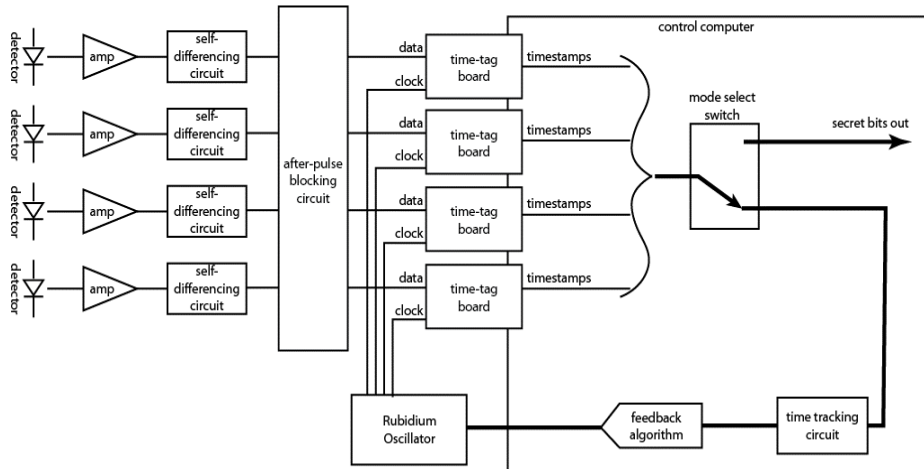 control computer
detector
amp
self-
differencing
circuit
data
clock
time-tag
board
timestamps
detector
amp
self-
differencing
circuit
data
clock
time-tag
board
timestamps
detector
amp
self-
differencing
circuit
data
clock
time-tag
board
timestamps
detector
amp
self-
differencing
circuit
data
clock
time-tag
board
timestamps
after-pulse
blocking
circuit
mode select
switch
secret bits out
Rubidium
Oscillator
feedback
algorithm
time tracking
circuit